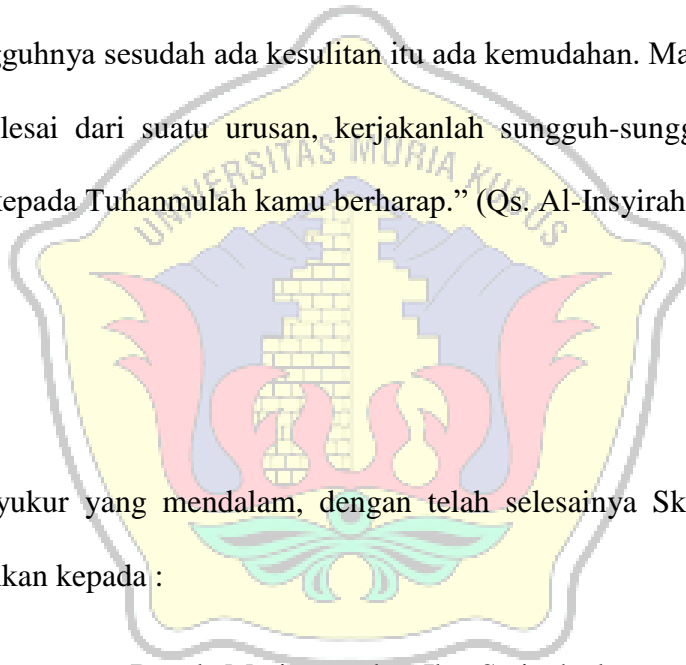 gguhnya sesudah ada kesulitan itu ada kemudahan. Ma
lesai dari suatu urusan, kerjakanlah sungguh-sungg
kepada Tuhanmulah kamu berharap.” (Qs. Al-Insyirah
UNIVERSITAS MURIA KUDUS
yukur yang mendalam, dengan telah selesainya Sk
kan kepada :